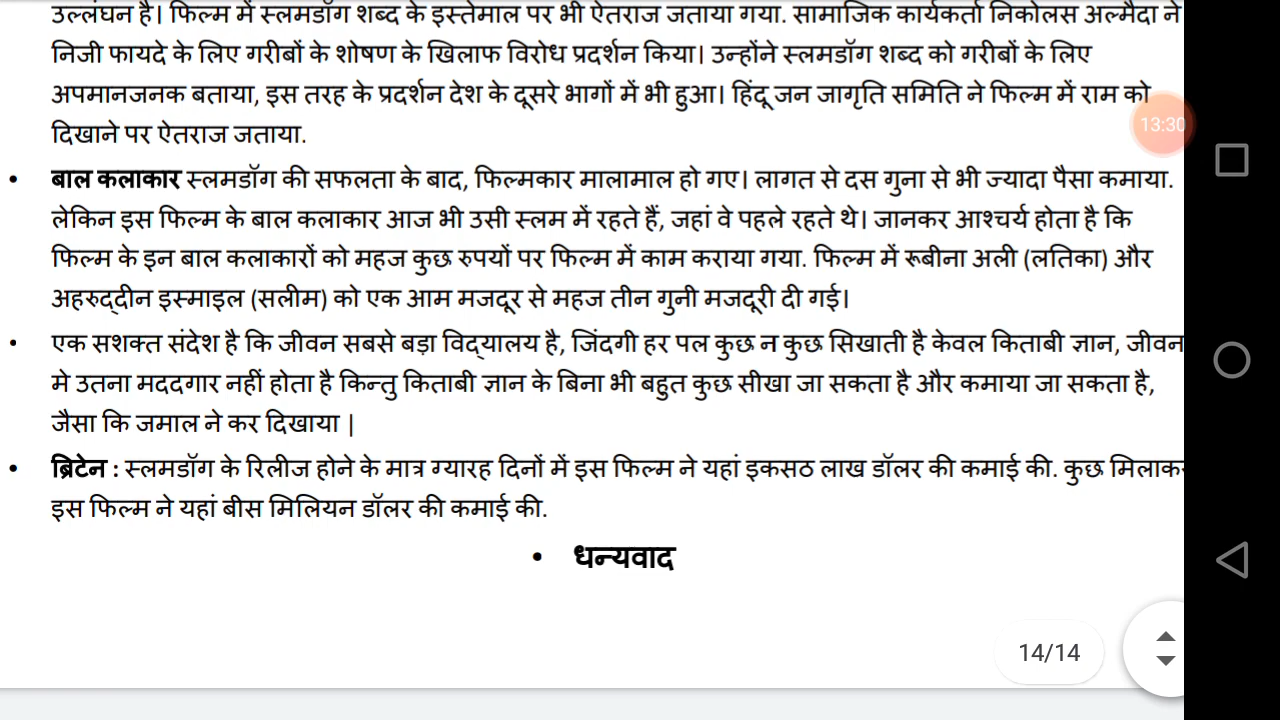 उल्लंघन है। फिल्म में स्लमडॉग शब्द के इस्तेमाल पर भी ऐतराज जताया गया. सामाजिक कार्यकर्ता निकोलस अल्मैदा ने
निजी फायदे के लिए गरीबों के शोषण के खिलाफ विरोध प्रदर्शन किया। उन्होंने स्लमडॉग शब्द को गरीबों के लिए
अपमानजनक बताया, इस तरह के प्रदर्शन देश के दूसरे भागों में भी हुआ। हिंदू जन जागृति समिति ने फिल्म में राम को
दिखाने पर ऐतराज जताया.
13:30
• बाल कलाकार स्लमडॉग की सफलता के बाद, फिल्मकार मालामाल हो गए। लागत से दस गुना से भी ज्यादा पैसा कमाया.
लेकिन इस फिल्म के बाल कलाकार आज भी उसी स्लम में रहते हैं, जहां वे पहले रहते थे। जानकर आश्चर्य होता है कि
फिल्म के इन बाल कलाकारों को महज कुछ रुपयों पर फिल्म में काम कराया गया. फिल्म में रूबीना अली (लतिका) और
अहरुद्दीन इस्माइल (सलीम) को एक आम मजदूर से महज तीन गुनी मजदूरी दी गई।
• एक सशक्त संदेश है कि जीवन सबसे बड़ा विद्यालय है, जिंदगी हर पल कुछ न कुछ सिखाती है केवल किताबी ज्ञान, जीवन
मे उतना मददगार नहीं होता है किन्तु किताबी ज्ञान के बिना भी बहुत कुछ सीखा जा सकता है और कमाया जा सकता है,
जैसा कि जमाल ने कर दिखाया |
• ब्रिटेन : स्लमडॉग के रिलीज होने के मात्र ग्यारह दिनों में इस फिल्म ने यहां इकसठ लाख डॉलर की कमाई की. कुछ मिलाकर
इस फिल्म ने यहां बीस मिलियन डॉलर की कमाई की.
• धन्यवाद
14/14